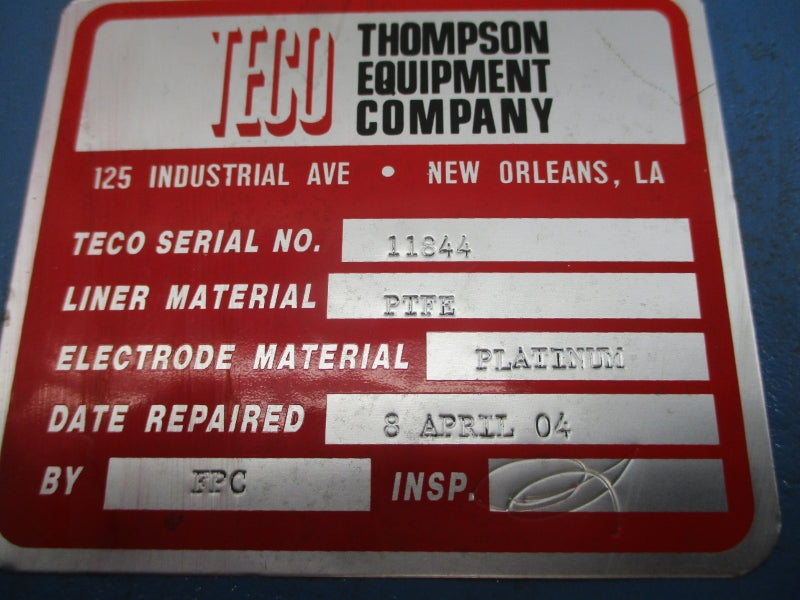 TECO THOMPSON
EQUIPMENT
COMPANY
125 INDUSTRIAL AVE • NEW ORLEANS, LA
TECO SERIAL NO. 11844
LINER MATERIAL PTFE
ELECTRODE MATERIAL PLATINUM
DATE REPAIRED 8 APRIL 04
BY FPC INSP.